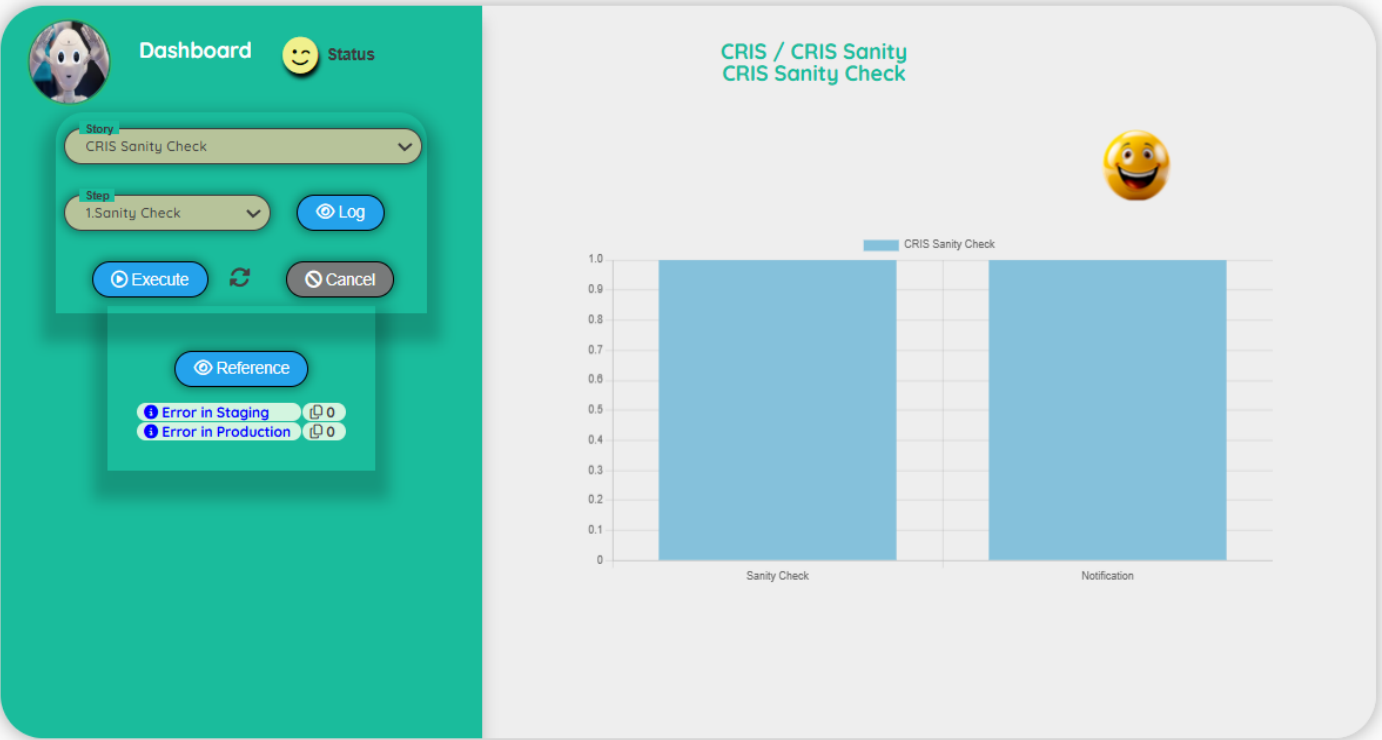 Dashboard
Status
Story
CRIS Sanity Check
Step
1.Sanity Check
Log
Execute
Cancel
Reference
Error in Staging 0
Error in Production 0
CRIS / CRIS Sanity
CRIS Sanity Check
CRIS Sanity Check
1.0
0.9
0.8
0.7
0.6
0.5
0.4
0.3
0.2
0.1
0
Sanity Check
Notification